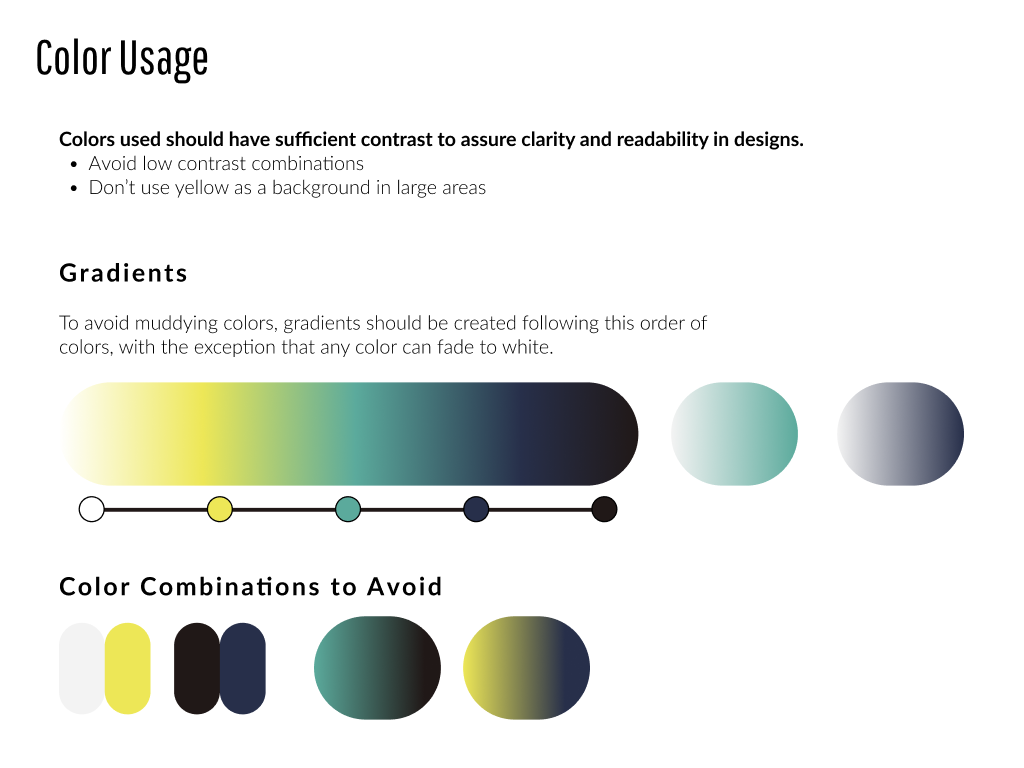 Color Usage
Colors used should have sufficient contrast to assure clarity and readability in designs.
• Avoid low contrast combinations
• Don’t use yellow as a background in large areas
Gradients
To avoid muddying colors, gradients should be created following this order of
colors, with the exception that any color can fade to white.
Color Combinations to Avoid